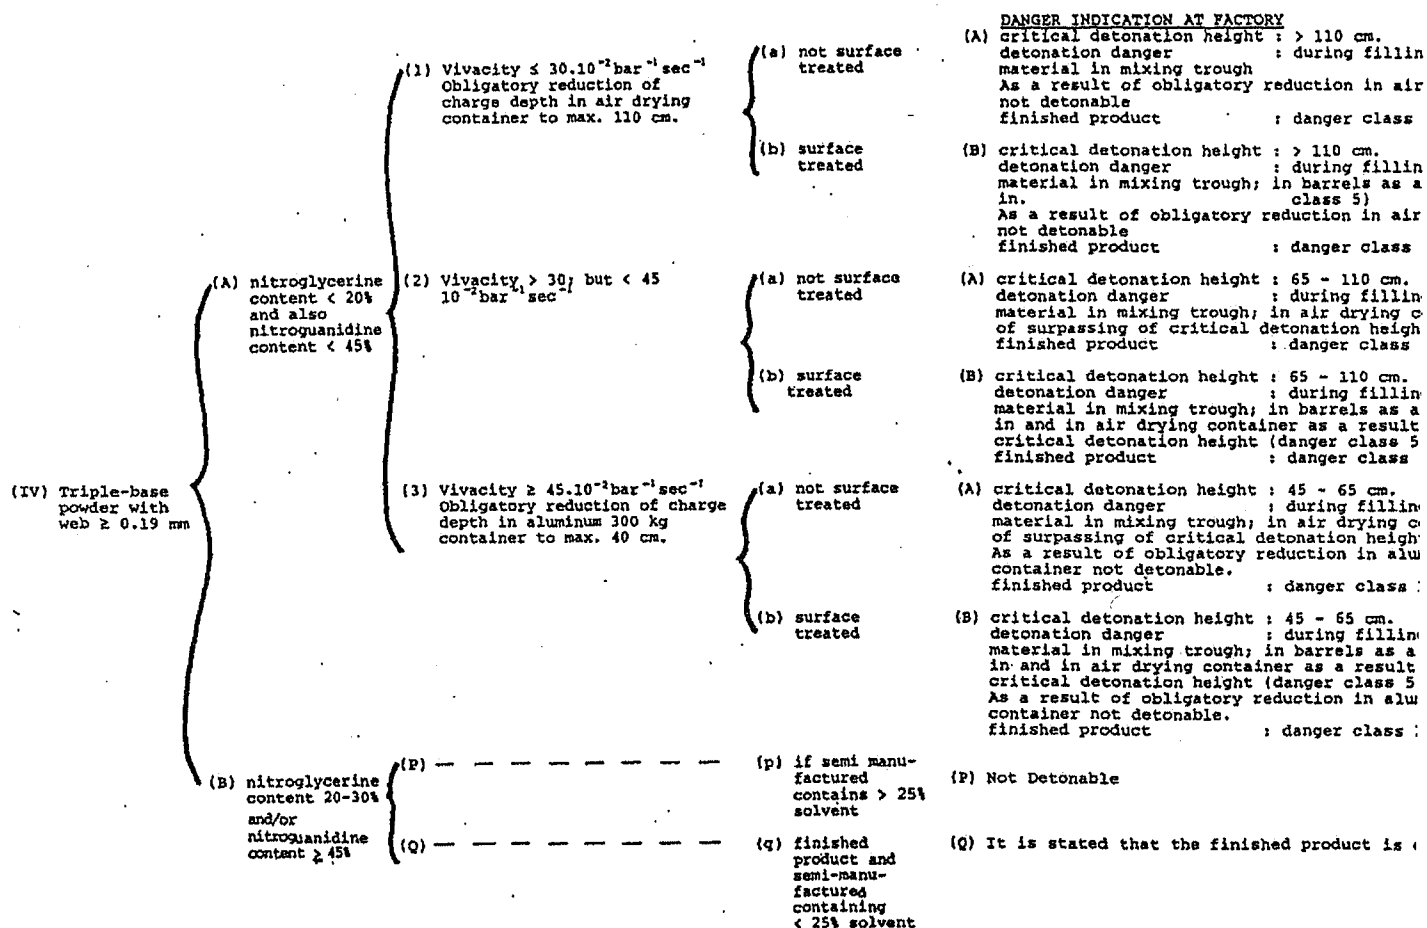 DANGER INDICATION AT FACTORY
(1) Vivacity ≤ 30.10⁻² bar⁻¹ sec⁻¹
Obligatory reduction of
charge depth in air drying
container to max. 110 cm.
(a) not surface
treated
(A) critical detonation height : > 110 cm.
detonation danger : during fillin
material in mixing trough
As a result of obligatory reduction in air
not detonable
finished product : danger class
(b) surface
treated
(B) critical detonation height : > 110 cm.
detonation danger : during fillin
material in mixing trough; in barrels as a
in. class 5)
As a result of obligatory reduction in air
not detonable
finished product : danger class
(A) nitroglycerine
content < 20%
and also
nitroguanidine
content < 45%
(2) Vivacity > 30; but < 45
10⁻² bar⁻¹ sec⁻¹
(a) not surface
treated
(A) critical detonation height : 65 - 110 cm.
detonation danger : during fillin
material in mixing trough; in air drying c
of surpassing of critical detonation heigh
finished product : danger class
(b) surface
treated
(B) critical detonation height : 65 - 110 cm.
detonation danger : during fillin
material in mixing trough; in barrels as a
in and in air drying container as a result
critical detonation height (danger class 5
finished product : danger class
(IV) Triple-base
powder with
web ≥ 0.19 mm
(3) Vivacity ≥ 45.10⁻² bar⁻¹ sec⁻¹
Obligatory reduction of charge
depth in aluminum 300 kg
container to max. 40 cm.
(a) not surface
treated
(A) critical detonation height : 45 - 65 cm.
detonation danger : during fillin
material in mixing trough; in air drying c
of surpassing of critical detonation heigh
As a result of obligatory reduction in alu
container not detonable.
finished product : danger class
(b) surface
treated
(B) critical detonation height : 45 - 65 cm.
detonation danger : during fillin
material in mixing trough; in barrels as a
in and in air drying container as a result
critical detonation height (danger class 5
As a result of obligatory reduction in alu
container not detonable.
finished product : danger class
(B) nitroglycerine
content 20-30%
and/or
nitroguanidine
content ≥ 45%
(P) — — — — — — — —
(p) if semi manu-
factured
contains > 25%
solvent
(P) Not Detonable
(Q) — — — — — — — —
(q) finished
product and
semi-manu-
factured
containing
< 25% solvent
(Q) It is stated that the finished product is